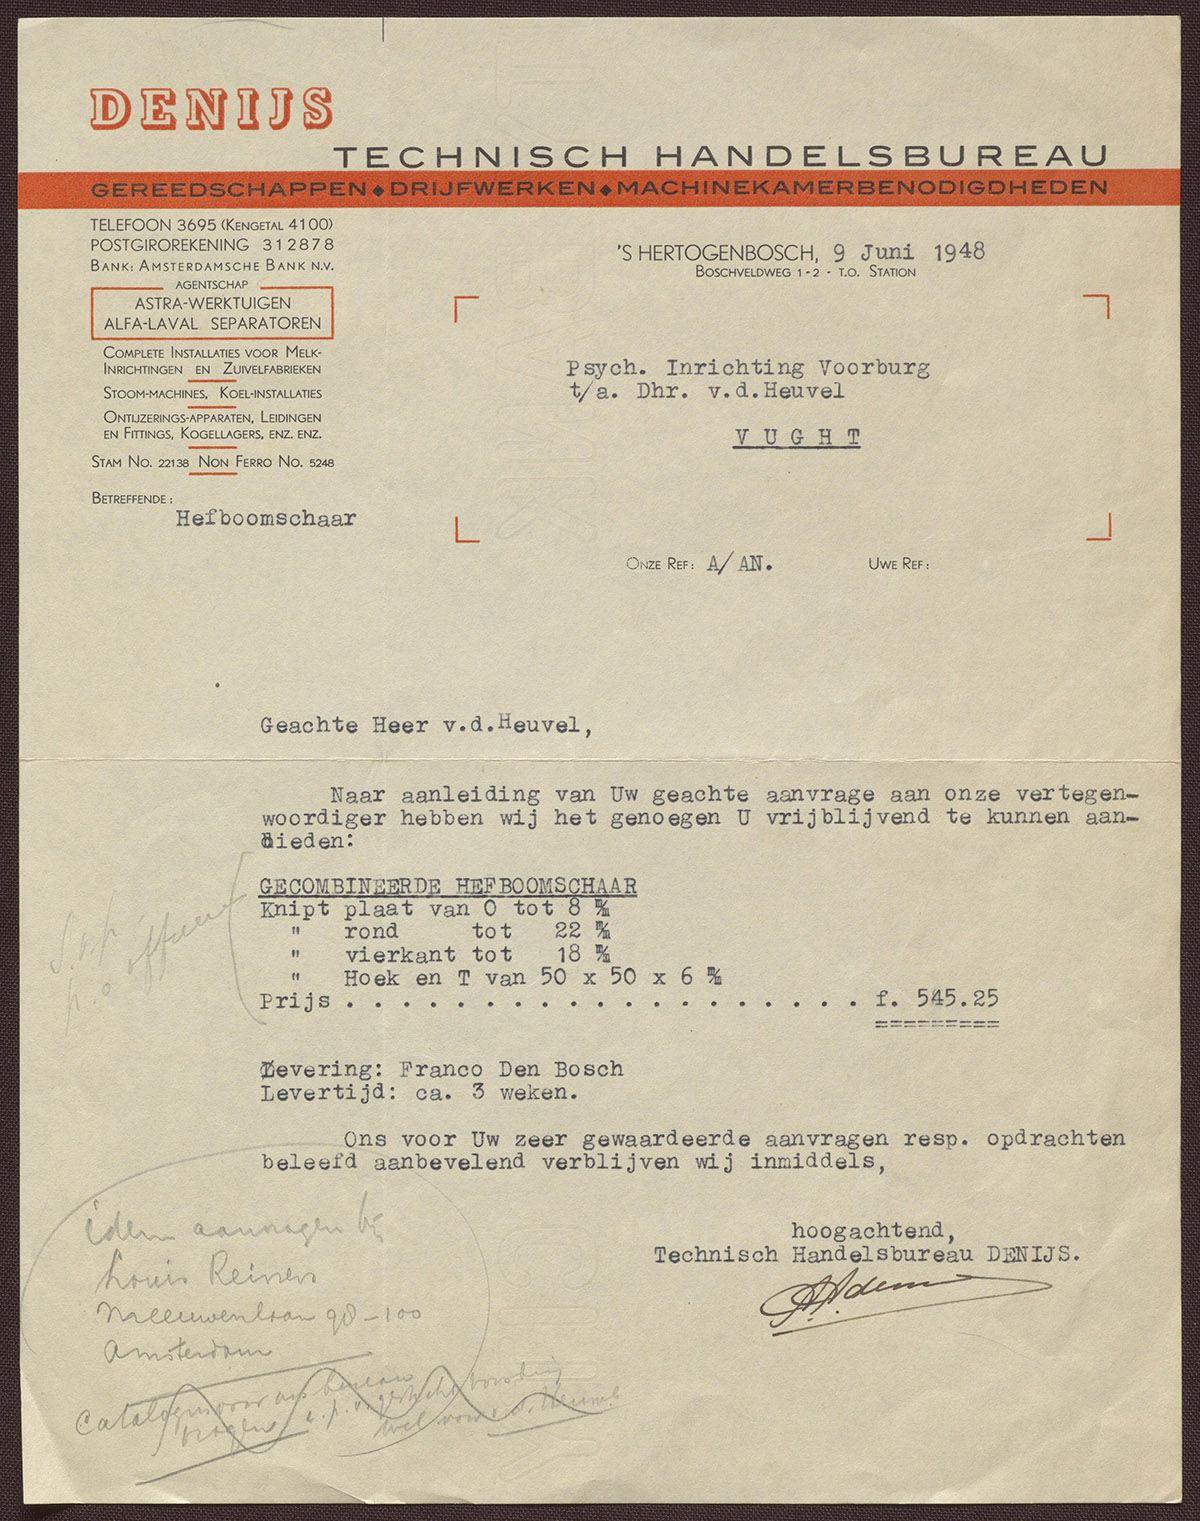 DENIJS
TECHNISCH HANDELSBUREAU
GEREEDSCHAPPEN◆DRIJFWERKEN◆MACHINEKAMERBENODIGDHEDEN
TELEFOON 3695 (KENGETAL 4100)
POSTGIROREKENING 312878
BANK: AMSTERDAMSCHE BANK N.V.
AGENTSCHAP
ASTRA-WERKTUIGEN
ALFA-LAVAL SEPARATOREN
COMPLETE INSTALLATIES VOOR MELK-
INRICHTINGEN EN ZUIVELFABRIEKEN
STOOM-MACHINES, KOEL-INSTALLATIES
ONTIJZERINGS-APPARATEN, LEIDINGEN
EN FITTINGS, KOGELLAGERS, ENZ. ENZ.
STAM NO. 22138 NON FERRO NO. 5248
'S HERTOGENBOSCH, 9 Juni 1948
BOSCHVELDWEG 1-2 - T.O. STATION
Psych. Inrichting Voorburg
t/a. Dhr. v.d.Heuvel
VUGHT
BETREFFENDE:
Hefboomschaar
ONZE REF: A/AN. UWE REF:
Geachte Heer v.d.Heuvel,
Naar aanleiding van Uw geachte aanvrage aan onze vertegen-
woordiger hebben wij het genoegen U vrijblijvend te kunnen aan-
bieden:
GECOMBINEERDE HEFBOOMSCHAAR
Knipt plaat van 0 tot 8 m/m
" rond tot 22 m/m
" vierkant tot 18 m/m
" Hoek en T van 50 x 50 x 6 m/m
Prijs . . . . . . . . . . . . . . . . . . . . . . f. 545.25
Levering: Franco Den Bosch
Levertijd: ca. 3 weken.
Ons voor Uw zeer gewaardeerde aanvragen resp. opdrachten
beleefd aanbevelend verblijven wij inmiddels,
hoogachtend,
Technisch Handelsbureau DENIJS.
idem aanvragen bij
Louis Reiners
Meeuwenlaan 98-100
Amsterdam